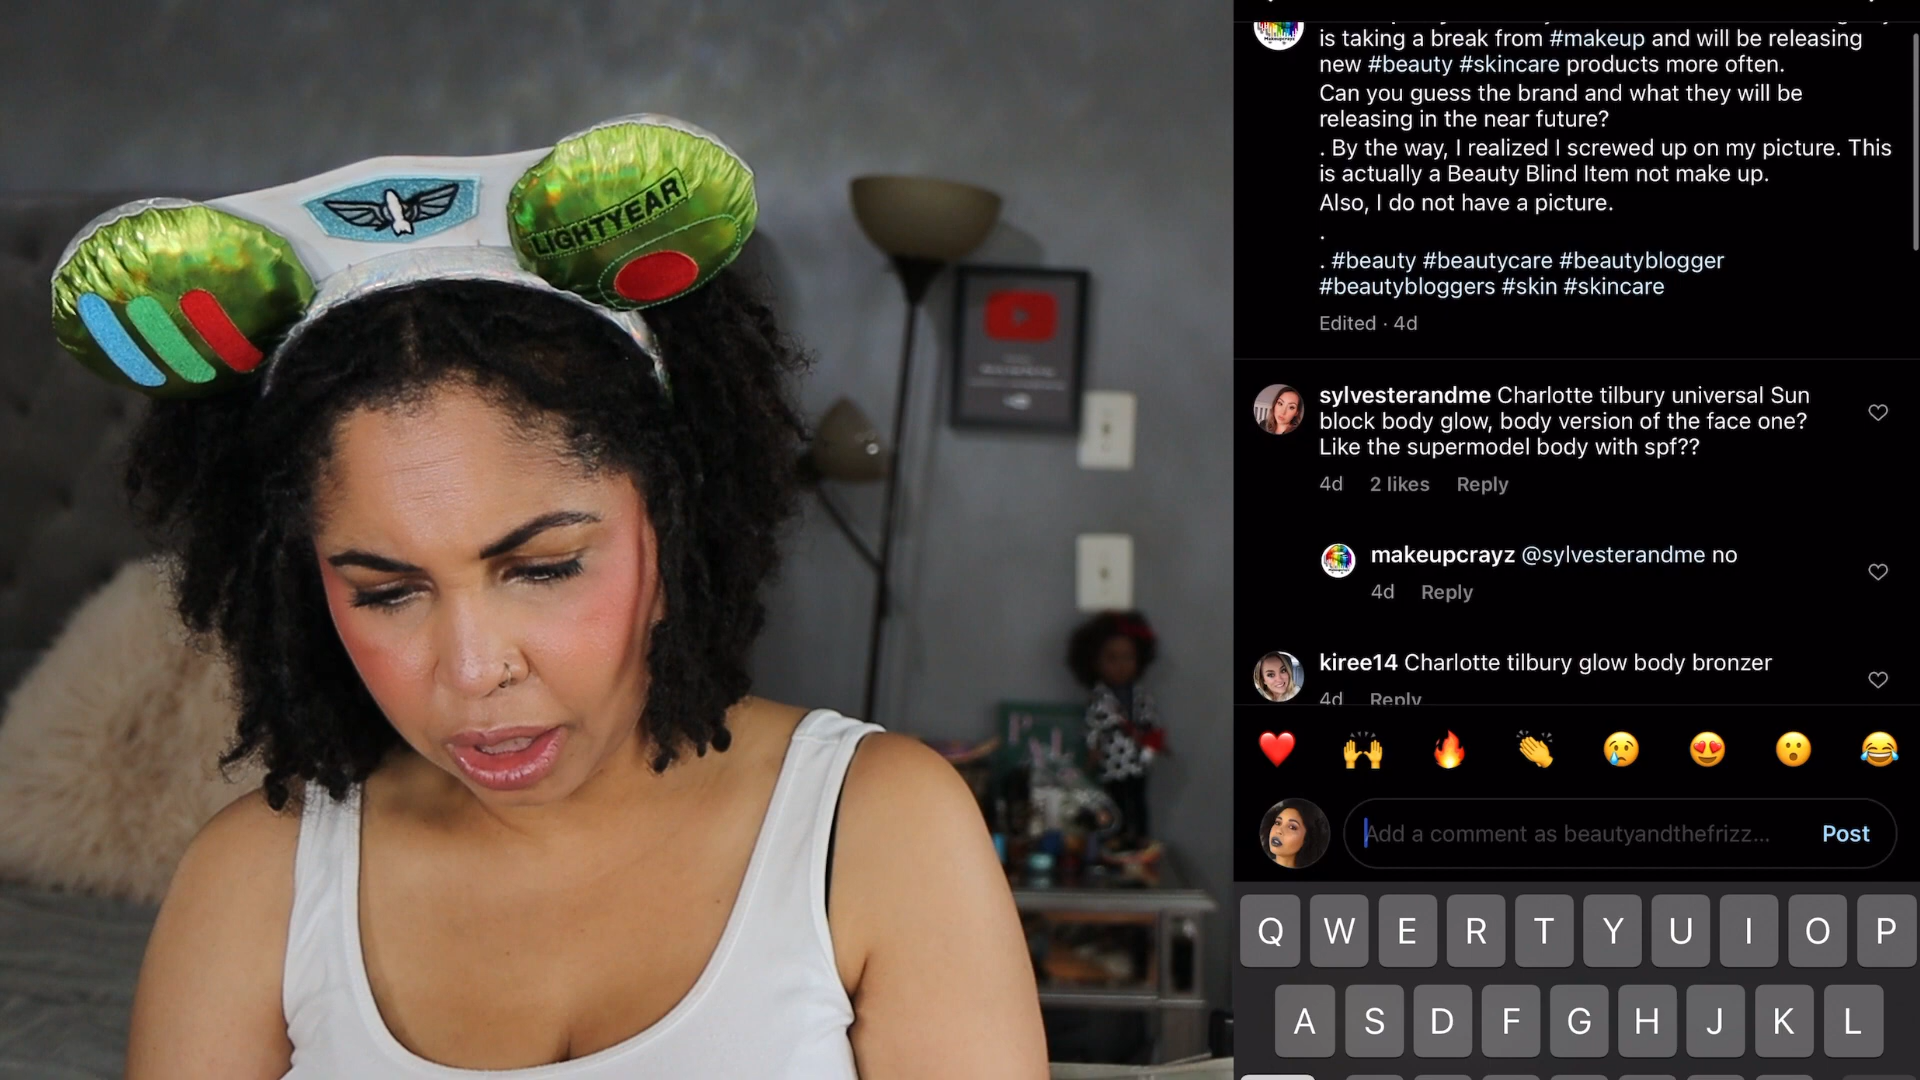 LIGHTYEAR
is taking a break from #makeup and will be releasing
new #beauty #skincare products more often.
Can you guess the brand and what they will be
releasing in the near future?
. By the way, I realized I screwed up on my picture. This
is actually a Beauty Blind Item not make up.
Also, I do not have a picture.
.
. #beauty #beautycare #beautyblogger
#beautybloggers #skin #skincare
Edited · 4d
sylvesterandme Charlotte tilbury universal Sun
block body glow, body version of the face one?
Like the supermodel body with spf??
4d 2 likes Reply
makeupcrayz @sylvesterandme no
4d Reply
kiree14 Charlotte tilbury glow body bronzer
4d Reply
Add a comment as beautyandthefrizz... Post
Q W E R T Y U I O P
A S D F G H J K L